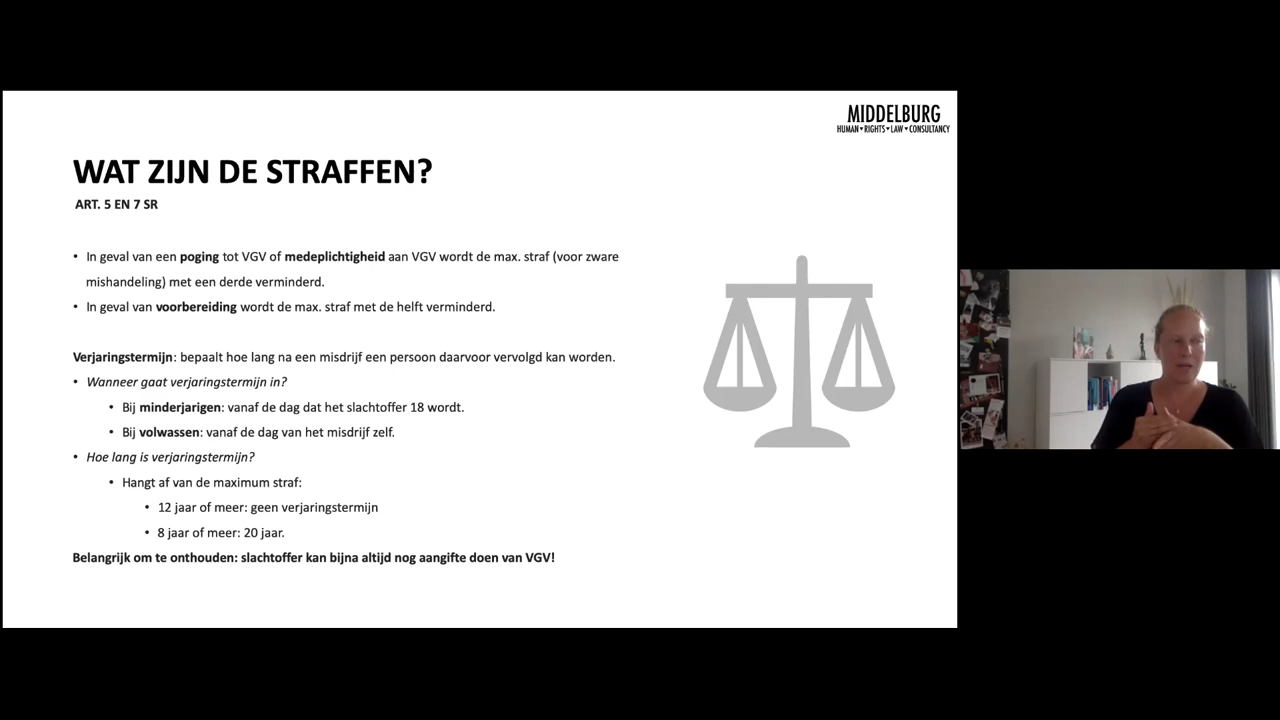 MIDDELBURG
HUMAN♥RIGHTS♥LAW♥CONSULTANCY
WAT ZIJN DE STRAFFEN?
ART. 5 EN 7 SR
• In geval van een poging tot VGV of medeplichtigheid aan VGV wordt de max. straf (voor zware
mishandeling) met een derde verminderd.
• In geval van voorbereiding wordt de max. straf met de helft verminderd.
Verjaringstermijn: bepaalt hoe lang na een misdrijf een persoon daarvoor vervolgd kan worden.
• Wanneer gaat verjaringstermijn in?
• Bij minderjarigen: vanaf de dag dat het slachtoffer 18 wordt.
• Bij volwassen: vanaf de dag van het misdrijf zelf.
• Hoe lang is verjaringstermijn?
• Hangt af van de maximum straf:
• 12 jaar of meer: geen verjaringstermijn
• 8 jaar of meer: 20 jaar.
Belangrijk om te onthouden: slachtoffer kan bijna altijd nog aangifte doen van VGV!